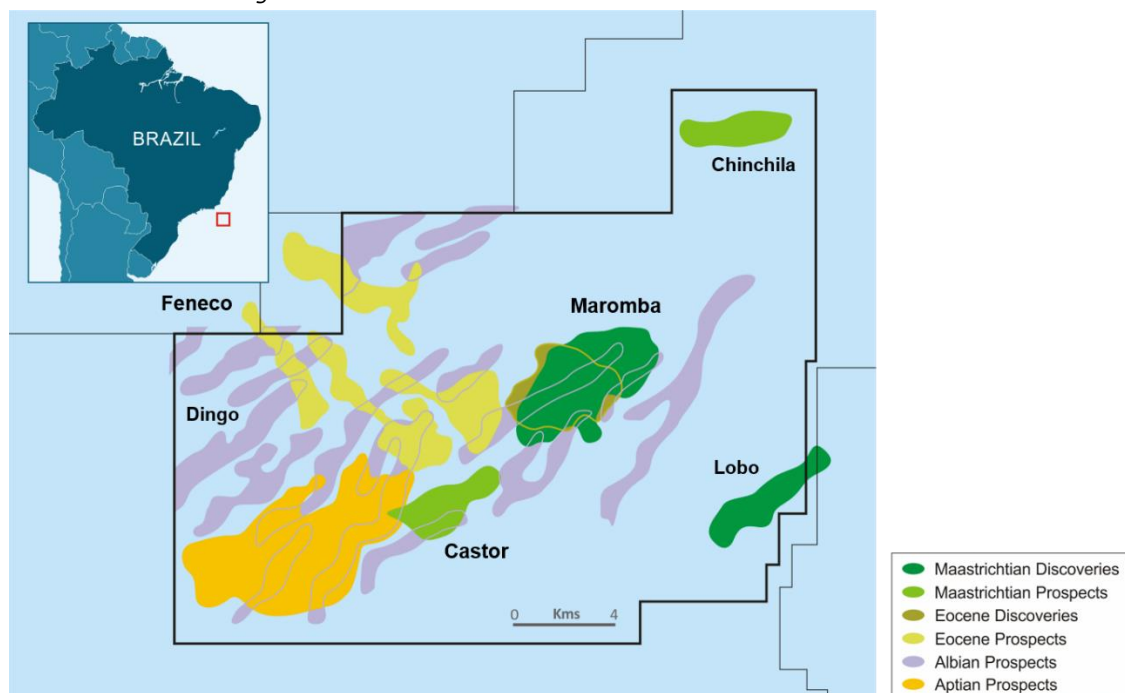 BRAZIL
Chinchila
Feneco
Maromba
Dingo
Lobo
Castor
0 Kms 4
Maastrichtian Discoveries
Maastrichtian Prospects
Eocene Discoveries
Eocene Prospects
Albian Prospects
Aptian Prospects